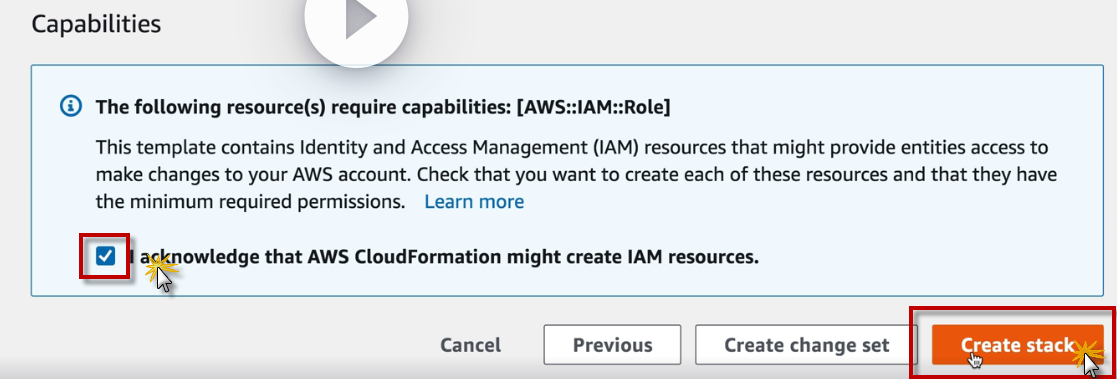 Capabilities
The following resource(s) require capabilities: [AWS::IAM::Role]
This template contains Identity and Access Management (IAM) resources that might provide entities access to
make changes to your AWS account. Check that you want to create each of these resources and that they have
the minimum required permissions. Learn more
I acknowledge that AWS CloudFormation might create IAM resources.
Cancel Previous Create change set Create stack